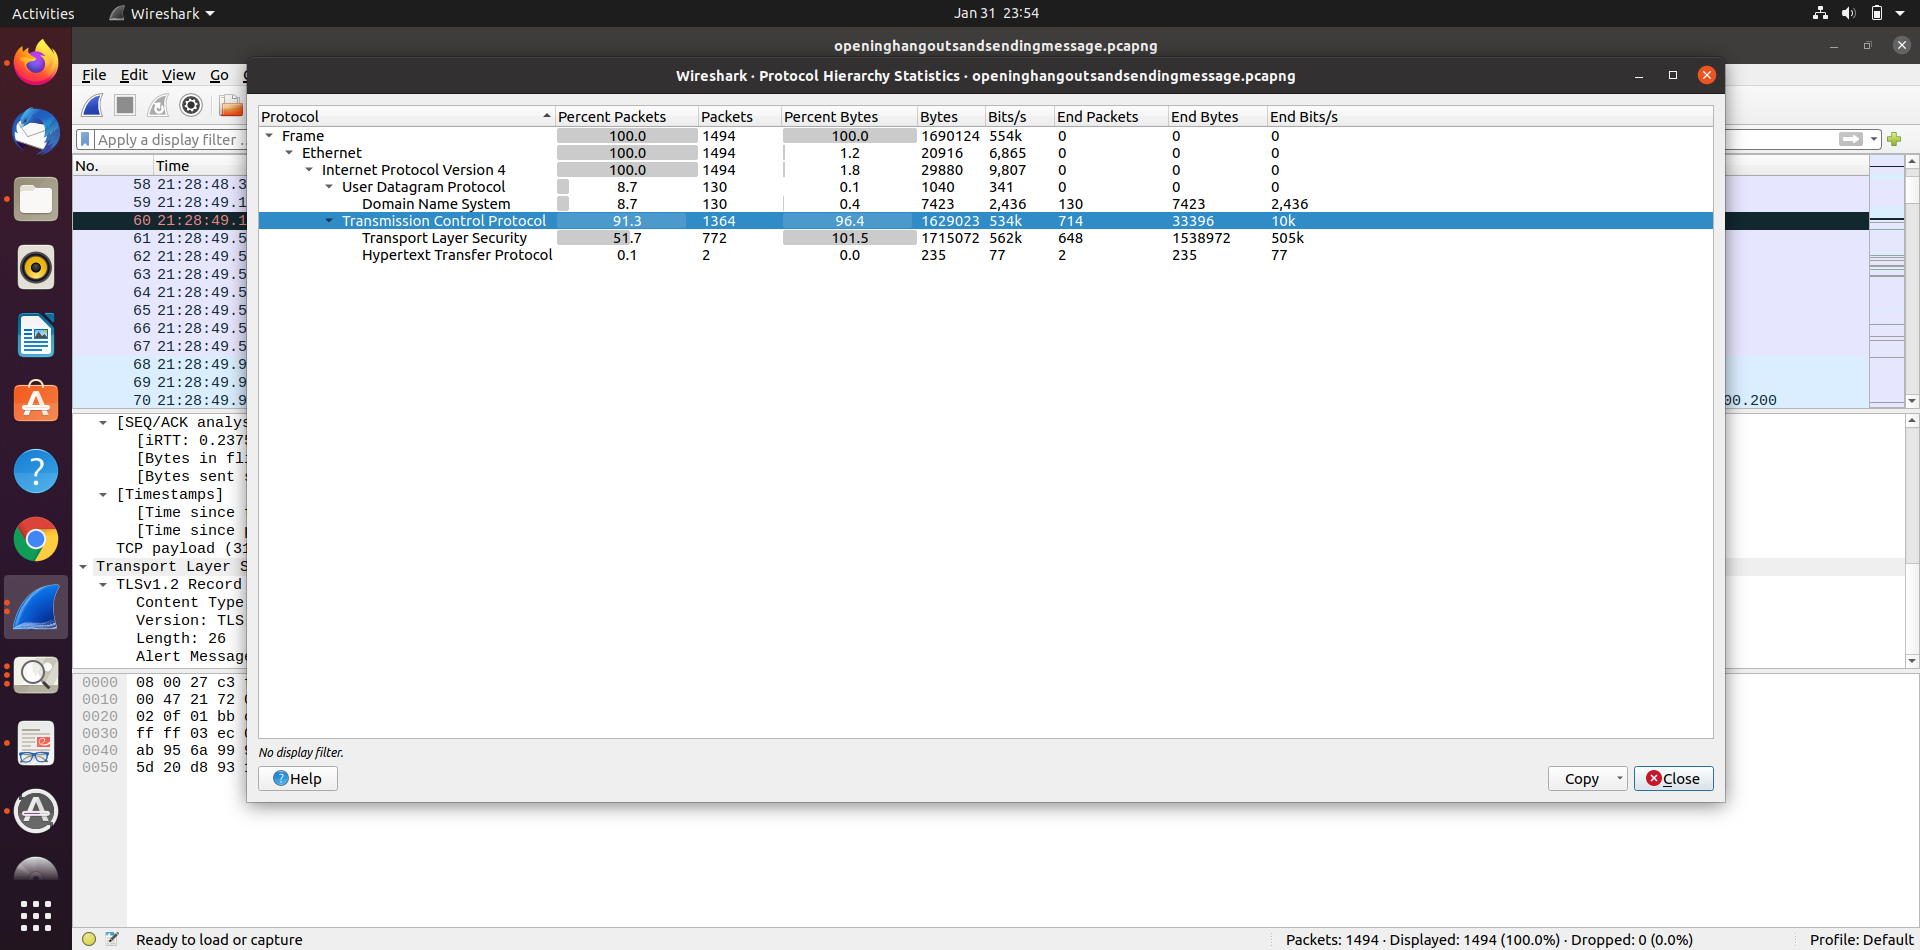 Activities Wireshark Jan 31 23:54
openinghangoutsandsendingmessage.pcapng
Wireshark · Protocol Hierarchy Statistics · openinghangoutsandsendingmessage.pcapng
File Edit View Go
Apply a display filter ...
No. Time
58 21:28:48.3
59 21:28:49.1
60 21:28:49.1
61 21:28:49.5
62 21:28:49.5
63 21:28:49.5
64 21:28:49.5
65 21:28:49.5
66 21:28:49.5
67 21:28:49.5
68 21:28:49.9
69 21:28:49.9
70 21:28:49.9 00.200
Protocol Percent Packets Packets Percent Bytes Bytes Bits/s End Packets End Bytes End Bits/s
Frame 100.0 1494 100.0 1690124 554k 0 0 0
Ethernet 100.0 1494 1.2 20916 6,865 0 0 0
Internet Protocol Version 4 100.0 1494 1.8 29880 9,807 0 0 0
User Datagram Protocol 8.7 130 0.1 1040 341 0 0 0
Domain Name System 8.7 130 0.4 7423 2,436 130 7423 2,436
Transmission Control Protocol 91.3 1364 96.4 1629023 534k 714 33396 10k
Transport Layer Security 51.7 772 101.5 1715072 562k 648 1538972 505k
Hypertext Transfer Protocol 0.1 2 0.0 235 77 2 235 77
No display filter.
Help Copy Close
[SEQ/ACK analys
[iRTT: 0.2375
[Bytes in fli
[Bytes sent s
[Timestamps]
[Time since
[Time since
TCP payload (31
Transport Layer S
TLSv1.2 Record
Content Type
Version: TLS
Length: 26
Alert Message
0000 08 00 27 c3
0010 00 47 21 72
0020 02 0f 01 bb
0030 ff ff 03 ec
0040 ab 95 6a 99
0050 5d 20 d8 93
Ready to load or capture Packets: 1494 · Displayed: 1494 (100.0%) · Dropped: 0 (0.0%) Profile: Default